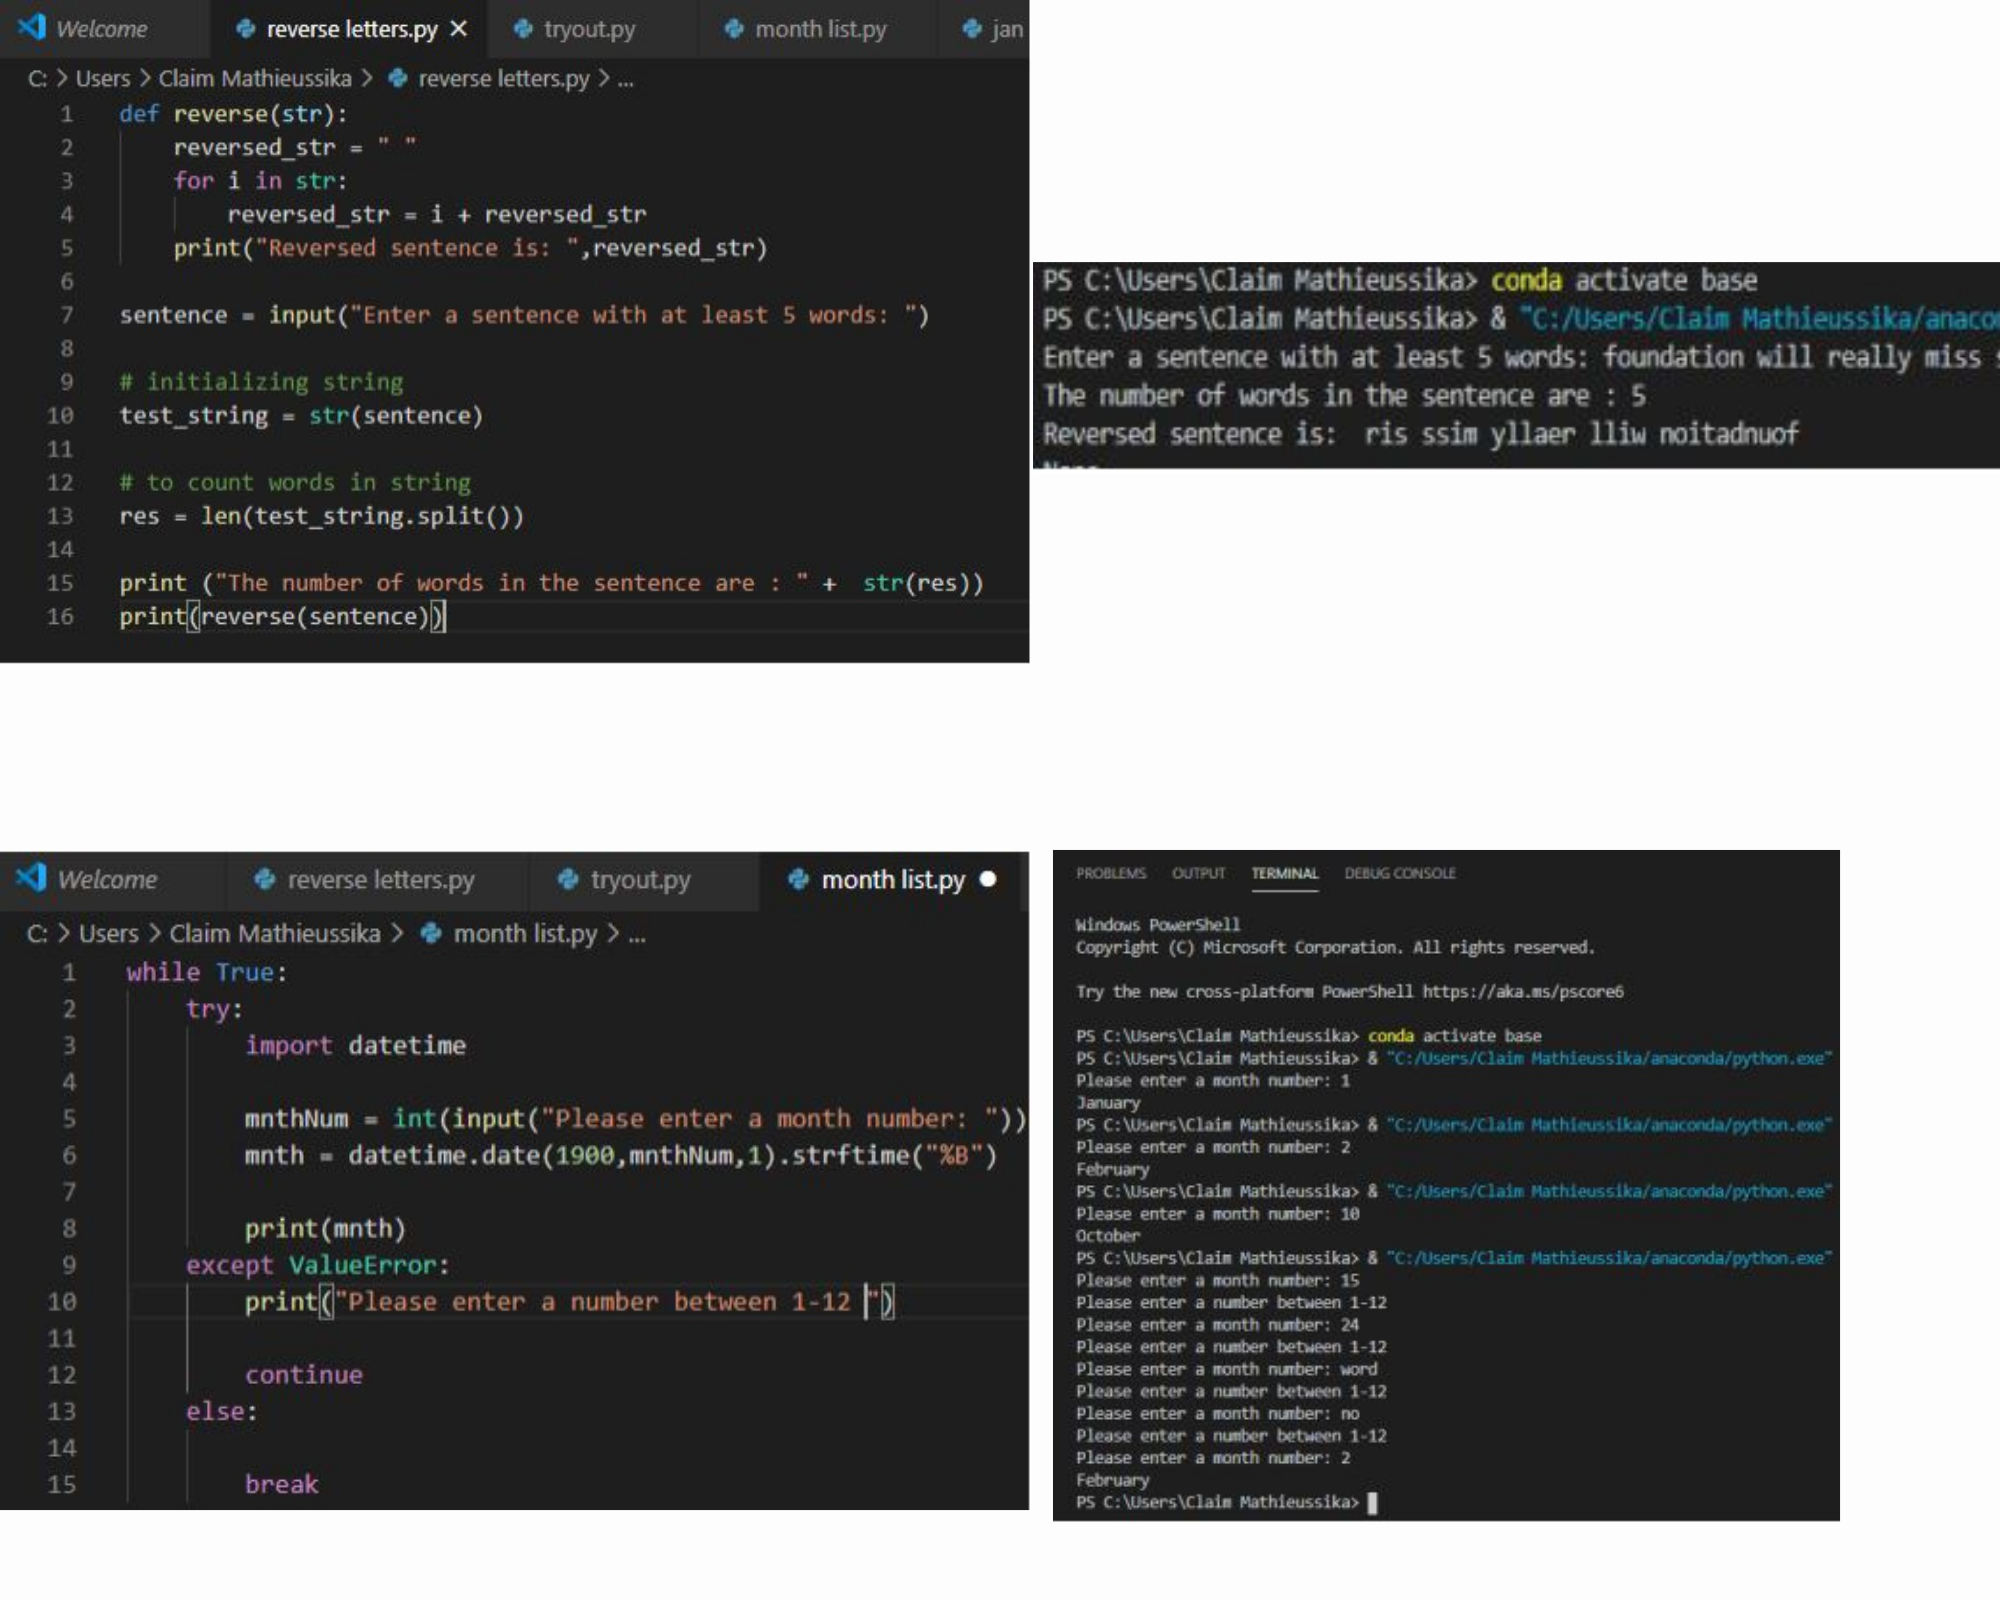 Welcome reverse letters.py tryout.py month list.py jan
C: > Users > Claim Mathieussika > reverse letters.py > ...
1 def reverse(str):
2 reversed_str = " "
3 for i in str:
4 reversed_str = i + reversed_str
5 print("Reversed sentence is: ",reversed_str)
6
7 sentence = input("Enter a sentence with at least 5 words: ")
8
9 # initializing string
10 test_string = str(sentence)
11
12 # to count words in string
13 res = len(test_string.split())
14
15 print ("The number of words in the sentence are : " +  str(res))
16 print(reverse(sentence))
PS C:\Users\Claim Mathieussika> conda activate base
PS C:\Users\Claim Mathieussika> & "C:/Users/Claim Mathieussika/anaco
Enter a sentence with at least 5 words: foundation will really miss
The number of words in the sentence are : 5
Reversed sentence is:  ris ssim yllaer lliw noitadnuof
Welcome reverse letters.py tryout.py month list.py
C: > Users > Claim Mathieussika > month list.py > ...
1 while True:
2 try:
3 import datetime
4
5 mnthNum = int(input("Please enter a month number: "))
6 mnth = datetime.date(1900,mnthNum,1).strftime("%B")
7
8 print(mnth)
9 except ValueError:
10 print("Please enter a number between 1-12 ")
11
12 continue
13 else:
14
15 break
PROBLEMS OUTPUT TERMINAL DEBUG CONSOLE
Windows PowerShell
Copyright (C) Microsoft Corporation. All rights reserved.
Try the new cross-platform PowerShell https://aka.ms/pscore6
PS C:\Users\Claim Mathieussika> conda activate base
PS C:\Users\Claim Mathieussika> & "C:/Users/Claim Mathieussika/anaconda/python.exe"
Please enter a month number: 1
January
PS C:\Users\Claim Mathieussika> & "C:/Users/Claim Mathieussika/anaconda/python.exe"
Please enter a month number: 2
February
PS C:\Users\Claim Mathieussika> & "C:/Users/Claim Mathieussika/anaconda/python.exe"
Please enter a month number: 10
October
PS C:\Users\Claim Mathieussika> & "C:/Users/Claim Mathieussika/anaconda/python.exe"
Please enter a month number: 15
Please enter a number between 1-12
Please enter a month number: 24
Please enter a number between 1-12
Please enter a month number: word
Please enter a number between 1-12
Please enter a month number: no
Please enter a number between 1-12
Please enter a month number: 2
February
PS C:\Users\Claim Mathieussika>